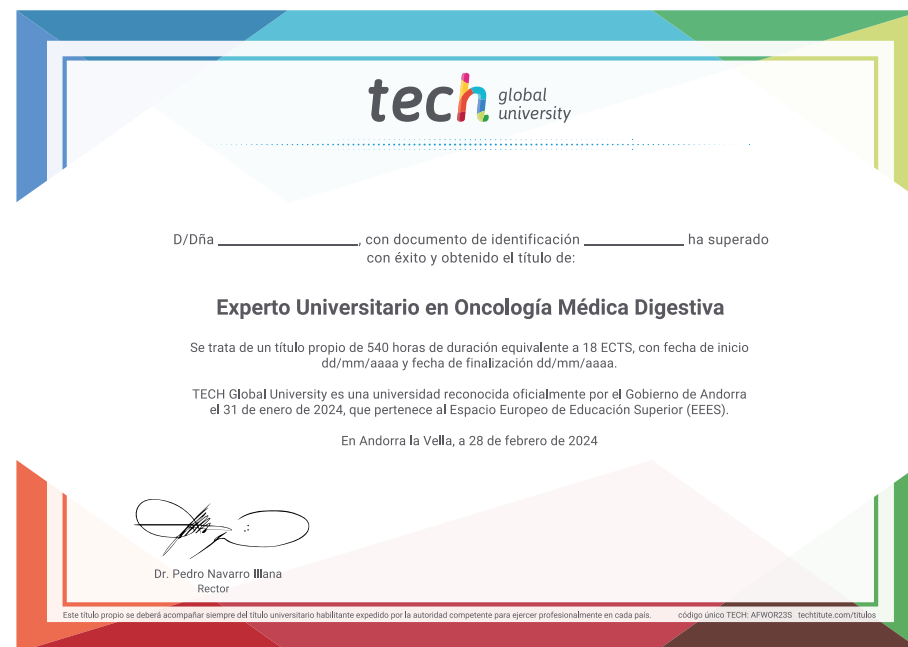 tech global university
D/Dña ____________________, con documento de identificación ______________ ha superado
con éxito y obtenido el título de:
Experto Universitario en Oncología Médica Digestiva
Se trata de un título propio de 540 horas de duración equivalente a 18 ECTS, con fecha de inicio
dd/mm/aaaa y fecha de finalización dd/mm/aaaa.
TECH Global University es una universidad reconocida oficialmente por el Gobierno de Andorra
el 31 de enero de 2024, que pertenece al Espacio Europeo de Educación Superior (EEES).
En Andorra la Vella, a 28 de febrero de 2024
Dr. Pedro Navarro Illana
Rector
Este título propio se deberá acompañar siempre del título universitario habilitante expedido por la autoridad competente para ejercer profesionalmente en cada país. código único TECH: AFWOR23S techtitute.com/titulos